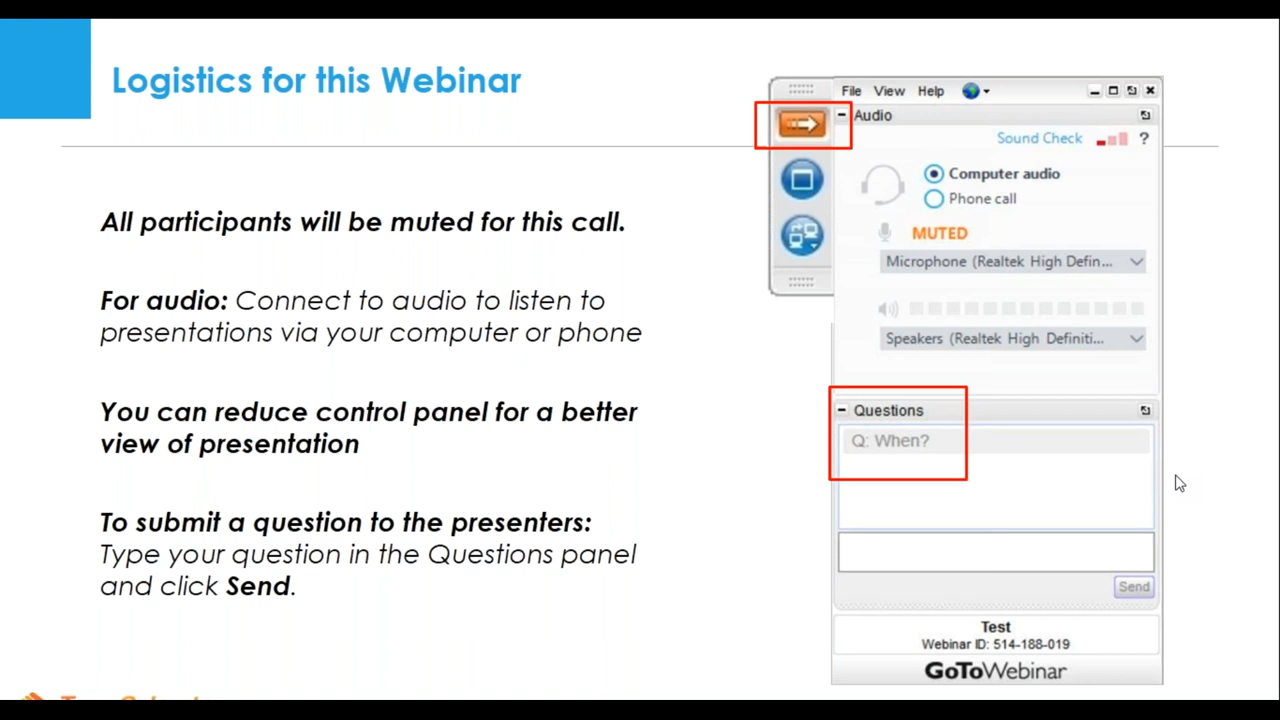 Logistics for this Webinar
All participants will be muted for this call.
For audio: Connect to audio to listen to
presentations via your computer or phone
You can reduce control panel for a better
view of presentation
To submit a question to the presenters:
Type your question in the Questions panel
and click Send.
File View Help
Audio
Sound Check ?
Computer audio
Phone call
MUTED
Microphone (Realtek High Defin...
Speakers (Realtek High Definiti...
Questions
Q: When?
Send
Test
Webinar ID: 514-188-019
GoToWebinar